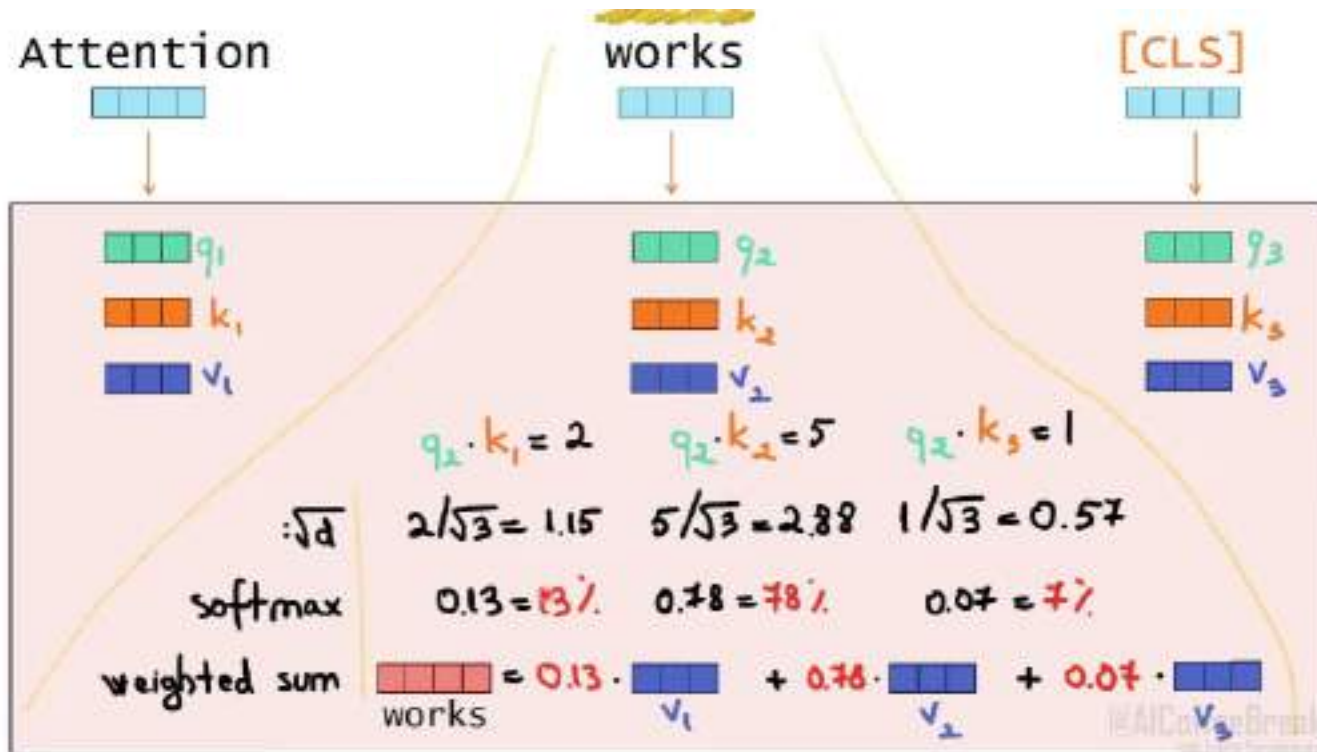 Attention works [CLS]
q₁ q₂ q₃
k₁ k₂ k₃
v₁ v₂ v₃
q₂·k₁=2 q₂·k₂=5 q₂·k₃=1
:√d 2/√3=1.15 5/√3=2.88 1/√3=0.57
softmax 0.13=13% 0.78=78% 0.07=7%
weighted sum = 0.13· + 0.78· + 0.07·
works v₁ v₂ v₃
@AICoffeeBreak